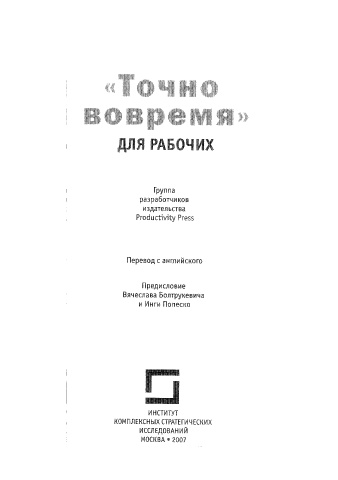 «Точно
вовремя»
ДЛЯ РАБОЧИХ
Группа
разработчиков
издательства
Productivity Press
Перевод с английского
Предисловие
Вячеслава Болтрукевича
и Инги Попеско
ИНСТИТУТ
КОМПЛЕКСНЫХ СТРАТЕГИЧЕСКИХ
ИССЛЕДОВАНИЙ
МОСКВА • 2007